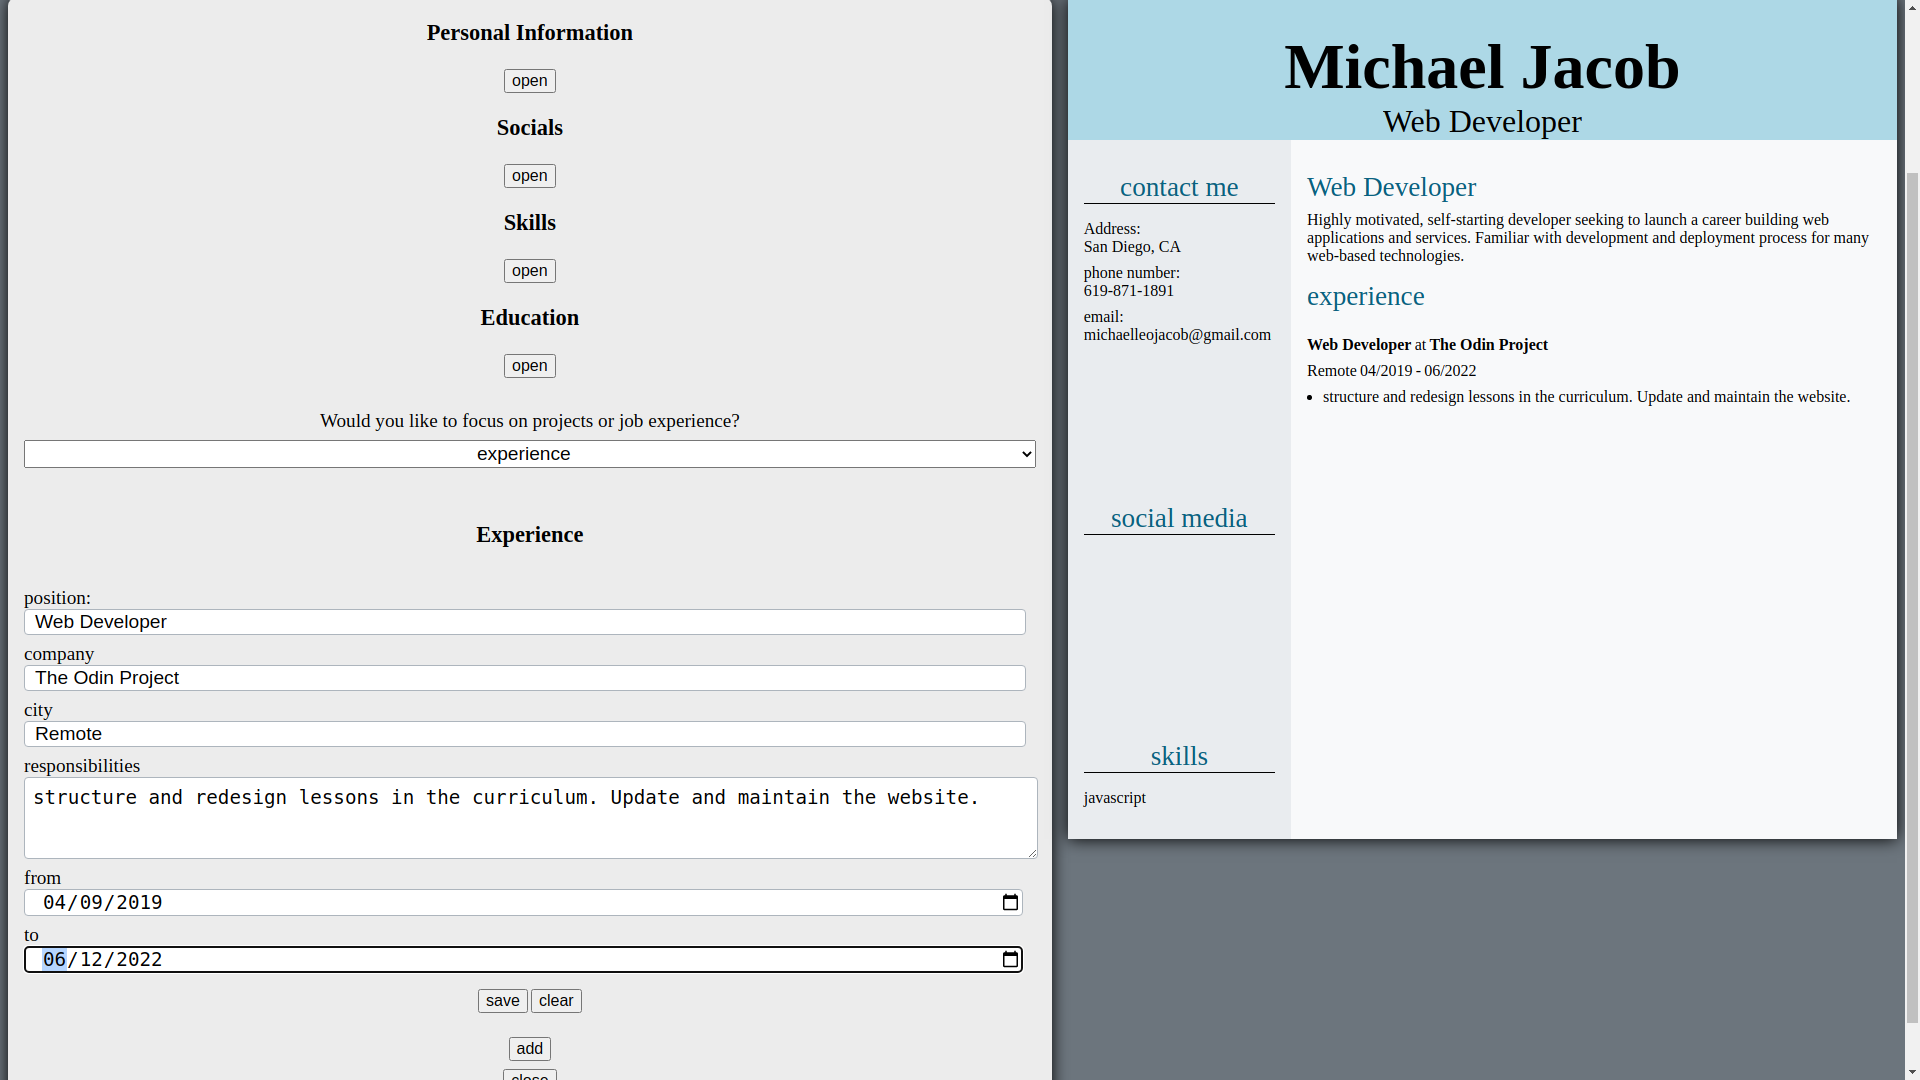 Personal Information
open
Socials
open
Skills
open
Education
open
Would you like to focus on projects or job experience?
experience
Experience
position:
Web Developer
company
The Odin Project
city
Remote
responsibilities
structure and redesign lessons in the curriculum. Update and maintain the website.
from
04/09/2019
to
06/12/2022
save clear
add
close
Michael Jacob
Web Developer
contact me
Address:
San Diego, CA
phone number:
619-871-1891
email:
michaelleojacob@gmail.com
social media
skills
javascript
Web Developer
Highly motivated, self-starting developer seeking to launch a career building web
applications and services. Familiar with development and deployment process for many
web-based technologies.
experience
Web Developer at The Odin Project
Remote 04/2019 - 06/2022
• structure and redesign lessons in the curriculum. Update and maintain the website.